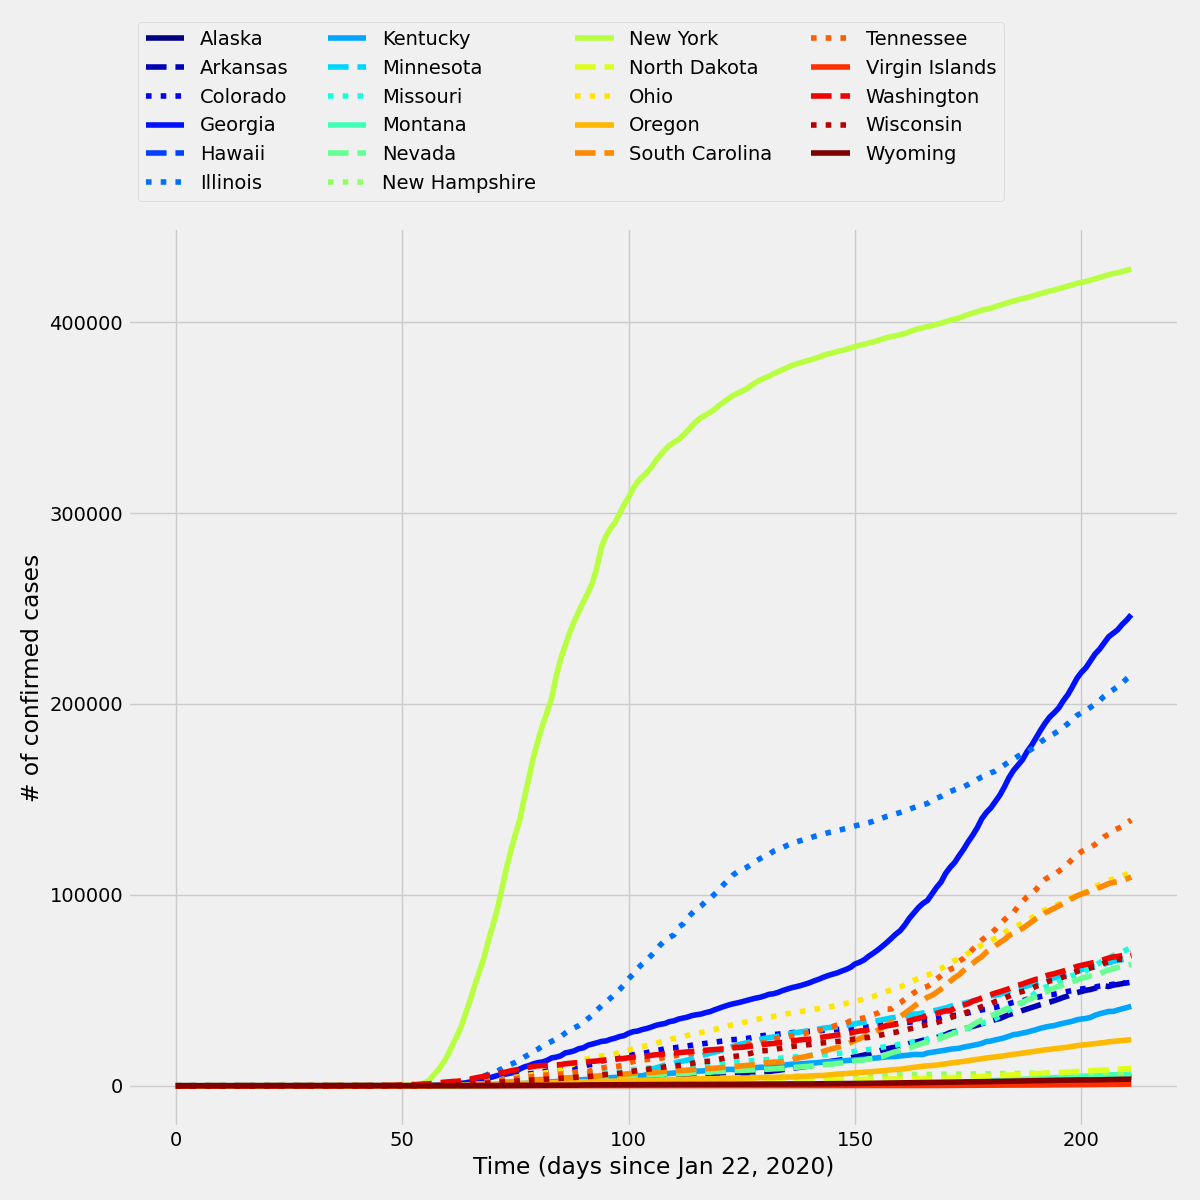 Alaska
Arkansas
Colorado
Georgia
Hawaii
Illinois
Kentucky
Minnesota
Missouri
Montana
Nevada
New Hampshire
New York
North Dakota
Ohio
Oregon
South Carolina
Tennessee
Virgin Islands
Washington
Wisconsin
Wyoming
400000
300000
200000
100000
0
# of confirmed cases
0 50 100 150 200
Time (days since Jan 22, 2020)